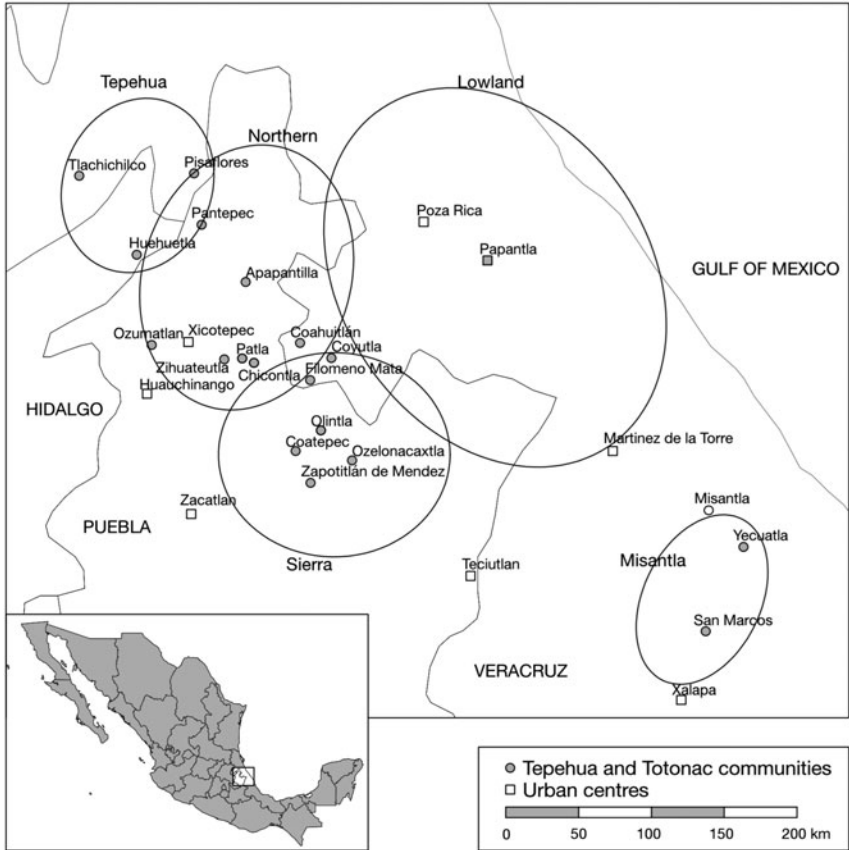 Tepehua
Lowland
Northern
Tlachichilco
Pisaflores
Pantepec
Poza Rica
Huehuetla
Papantla
GULF OF MEXICO
Apapantilla
Ozumatlan
Xicotepec
Coahuitlán
Patla
Coyutla
Zihuateutla
Chicontla
Filomeno Mata
Huauchinango
HIDALGO
Olintla
Coatepec
Ozelonacaxtla
Martinez de la Torre
Zapotitlán de Mendez
Zacatlan
Misantla
PUEBLA
Yecuatla
Sierra
Teciutlan
Misantla
San Marcos
VERACRUZ
Xalapa
Tepehua and Totonac communities
Urban centres
0 50 100 150 200 km